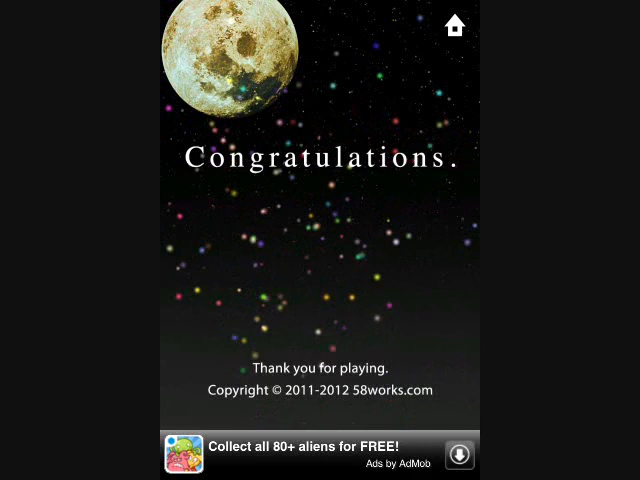 Congratulations.
Thank you for playing.
Copyright © 2011-2012 58works.com
Collect all 80+ aliens for FREE!
Ads by AdMob